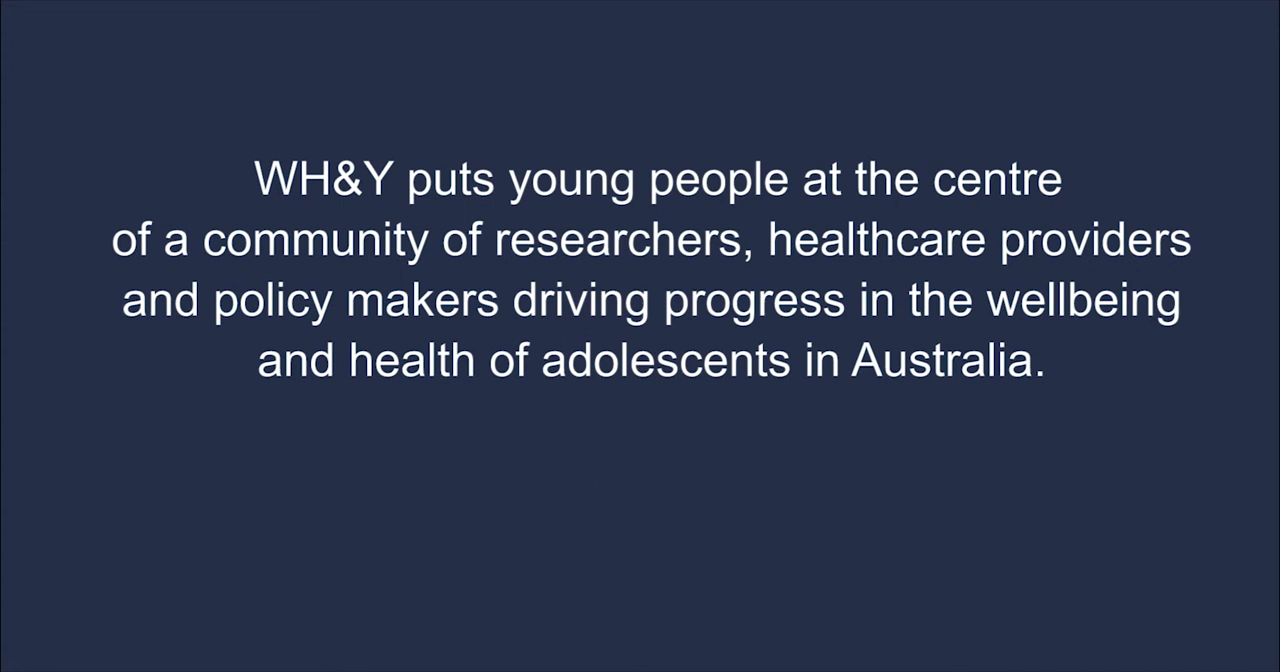 WH&Y puts young people at the centre
of a community of researchers, healthcare providers
and policy makers driving progress in the wellbeing
and health of adolescents in Australia.